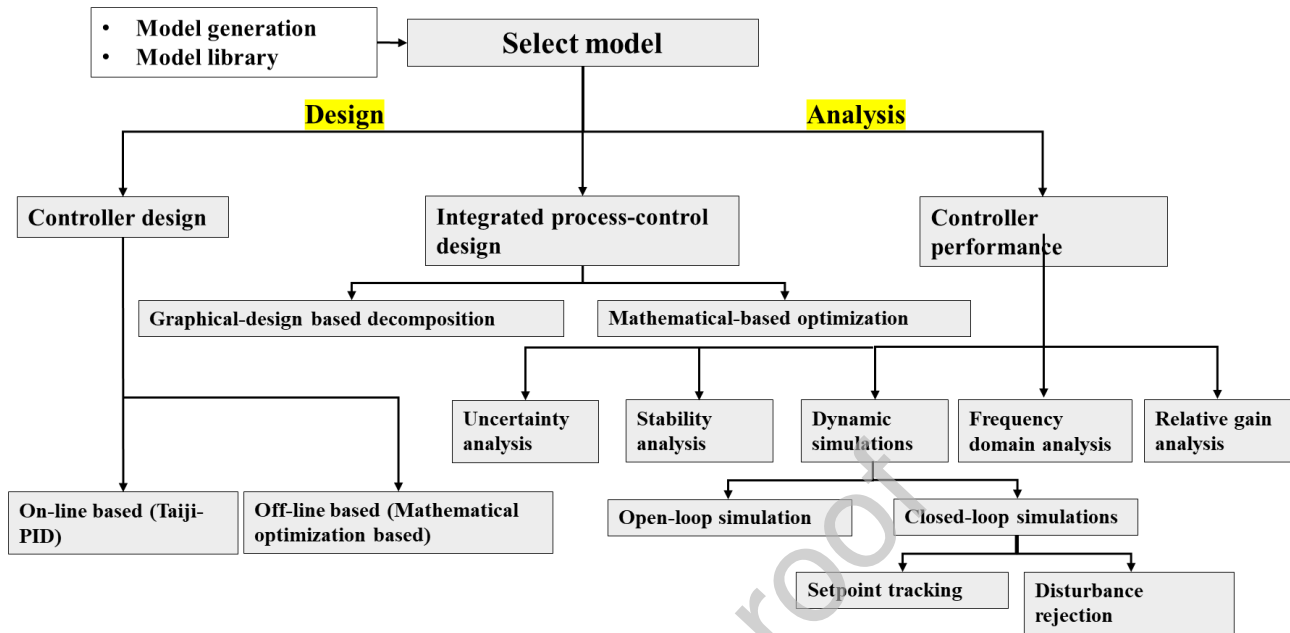 • Model generation
• Model library
Select model
Design
Analysis
Controller design
Integrated process-control
design
Controller
performance
Graphical-design based decomposition
Mathematical-based optimization
Uncertainty
analysis
Stability
analysis
Dynamic
simulations
Frequency
domain analysis
Relative gain
analysis
On-line based (Taiji-
PID)
Off-line based (Mathematical
optimization based)
Open-loop simulation
Closed-loop simulations
Setpoint tracking
Disturbance
rejection
roof